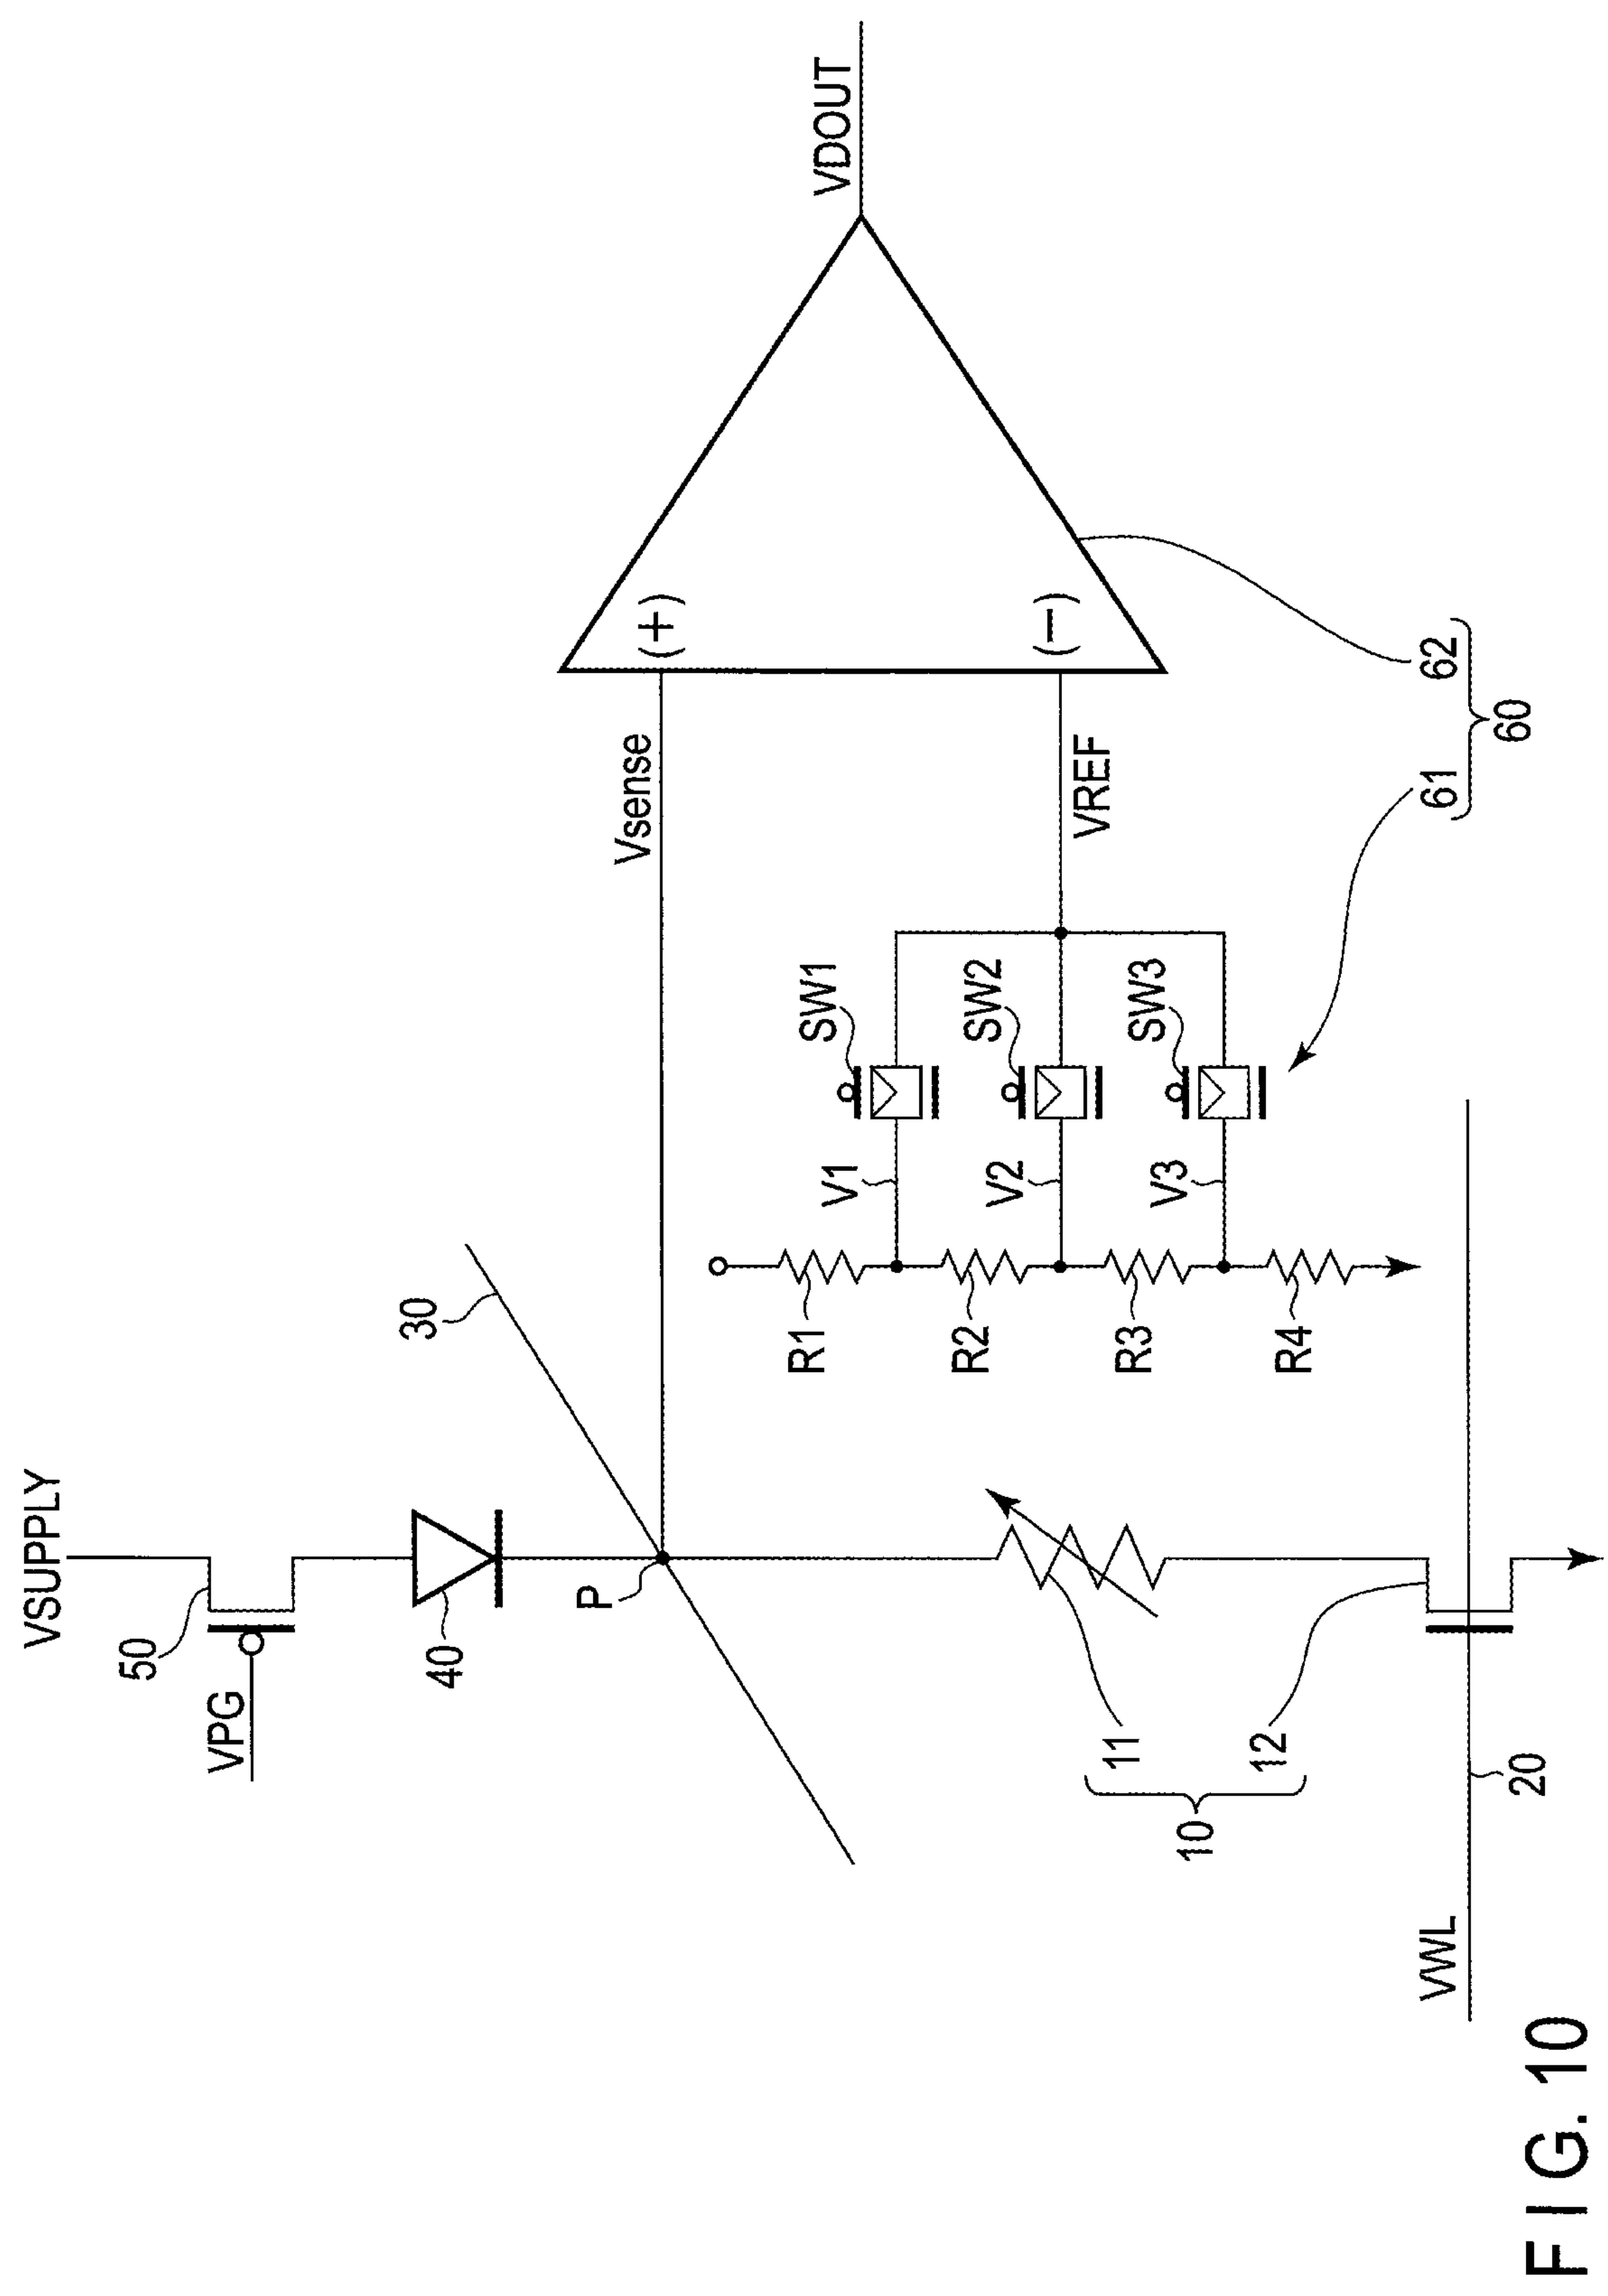 VSUPPLY
50
VPG
40
30
P
Vsense
(+)
(−)
VDOUT
VREF
SW1
SW2
SW3
V1
V2
V3
R1
R2
R3
R4
61
62
60
11
12
10
20
VWL
FIG. 10